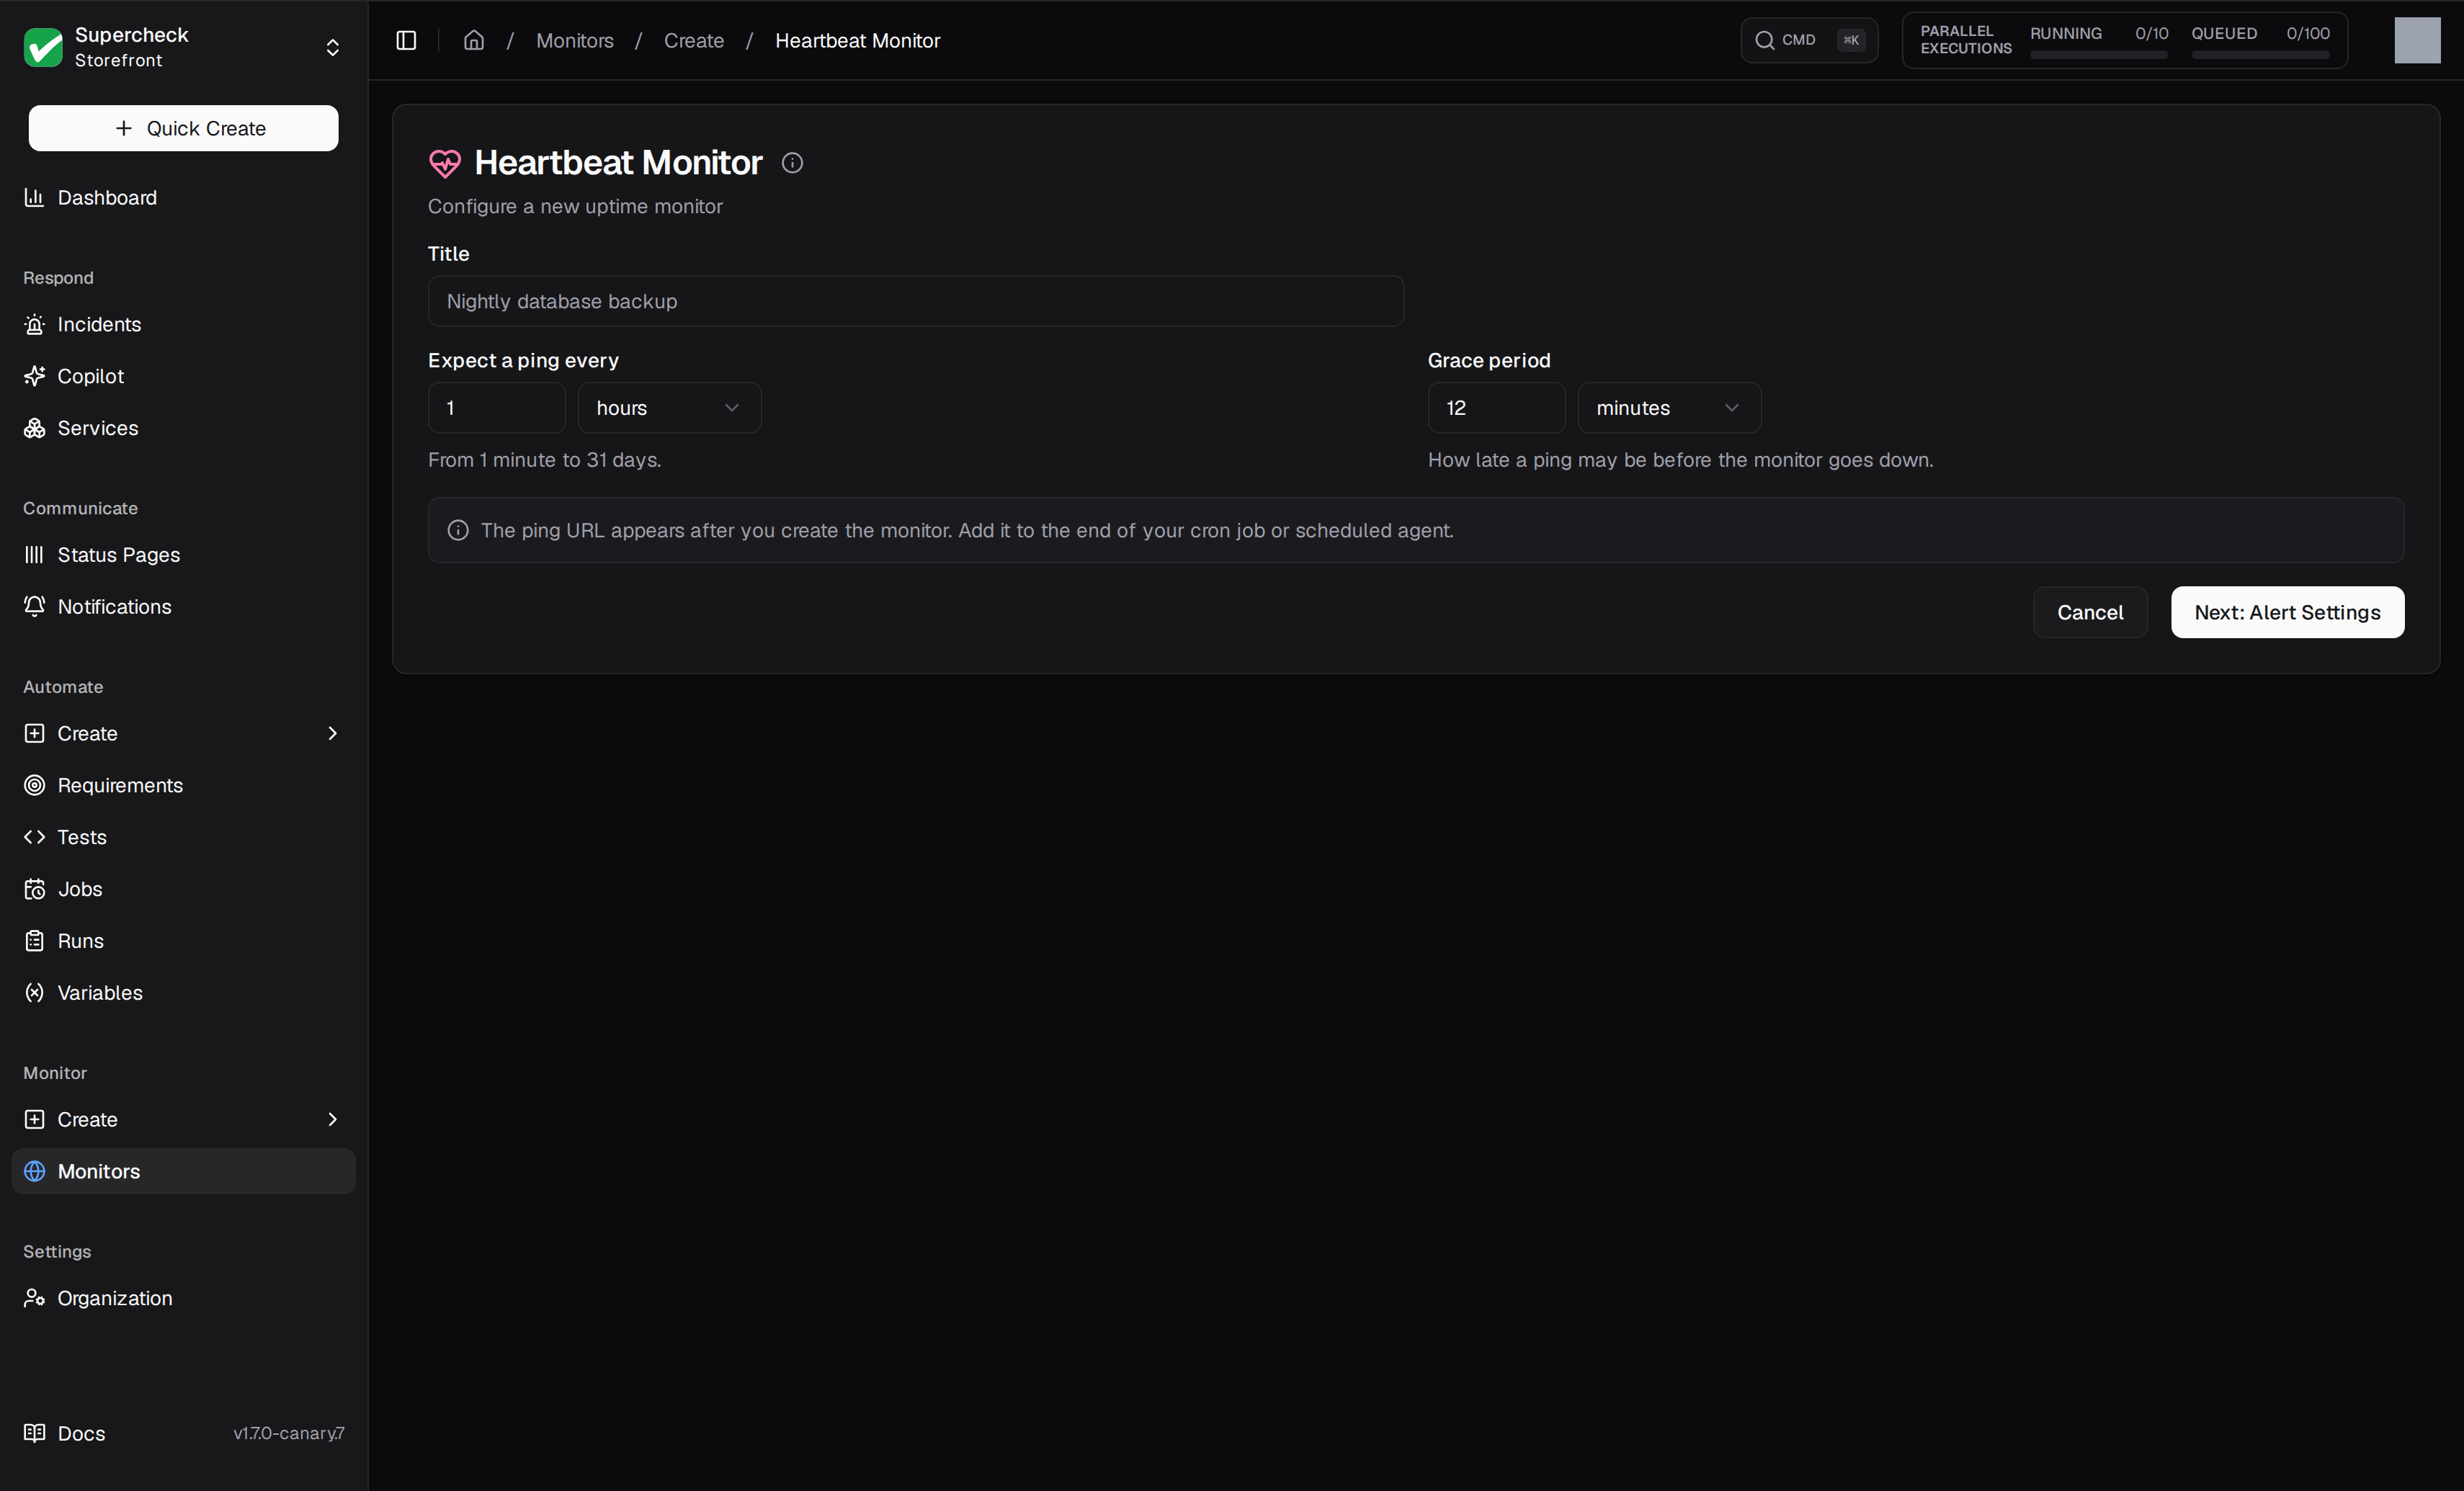 Supercheck
Storefront
Quick Create
Dashboard
Respond
Incidents
Copilot
Services
Communicate
Status Pages
Notifications
Automate
Create
Requirements
Tests
Jobs
Runs
Variables
Monitor
Create
Monitors
Settings
Organization
Docs
v1.7.0-canary.7
/ Monitors / Create / Heartbeat Monitor
CMD ⌘K
PARALLEL EXECUTIONS
RUNNING 0/10
QUEUED 0/100
Heartbeat Monitor
Configure a new uptime monitor
Title
Nightly database backup
Expect a ping every
1 hours
From 1 minute to 31 days.
Grace period
12 minutes
How late a ping may be before the monitor goes down.
The ping URL appears after you create the monitor. Add it to the end of your cron job or scheduled agent.
Cancel
Next: Alert Settings